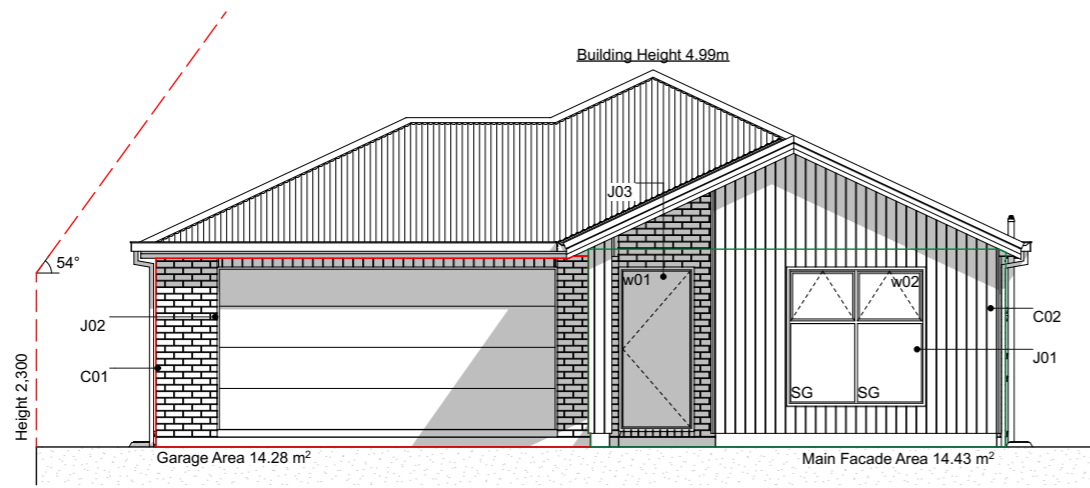 Building Height 4.99m
J03
54°
w01
w02
J02
C02
C01
J01
Height 2,300
SG SG
Garage Area 14.28 m²
Main Facade Area 14.43 m²